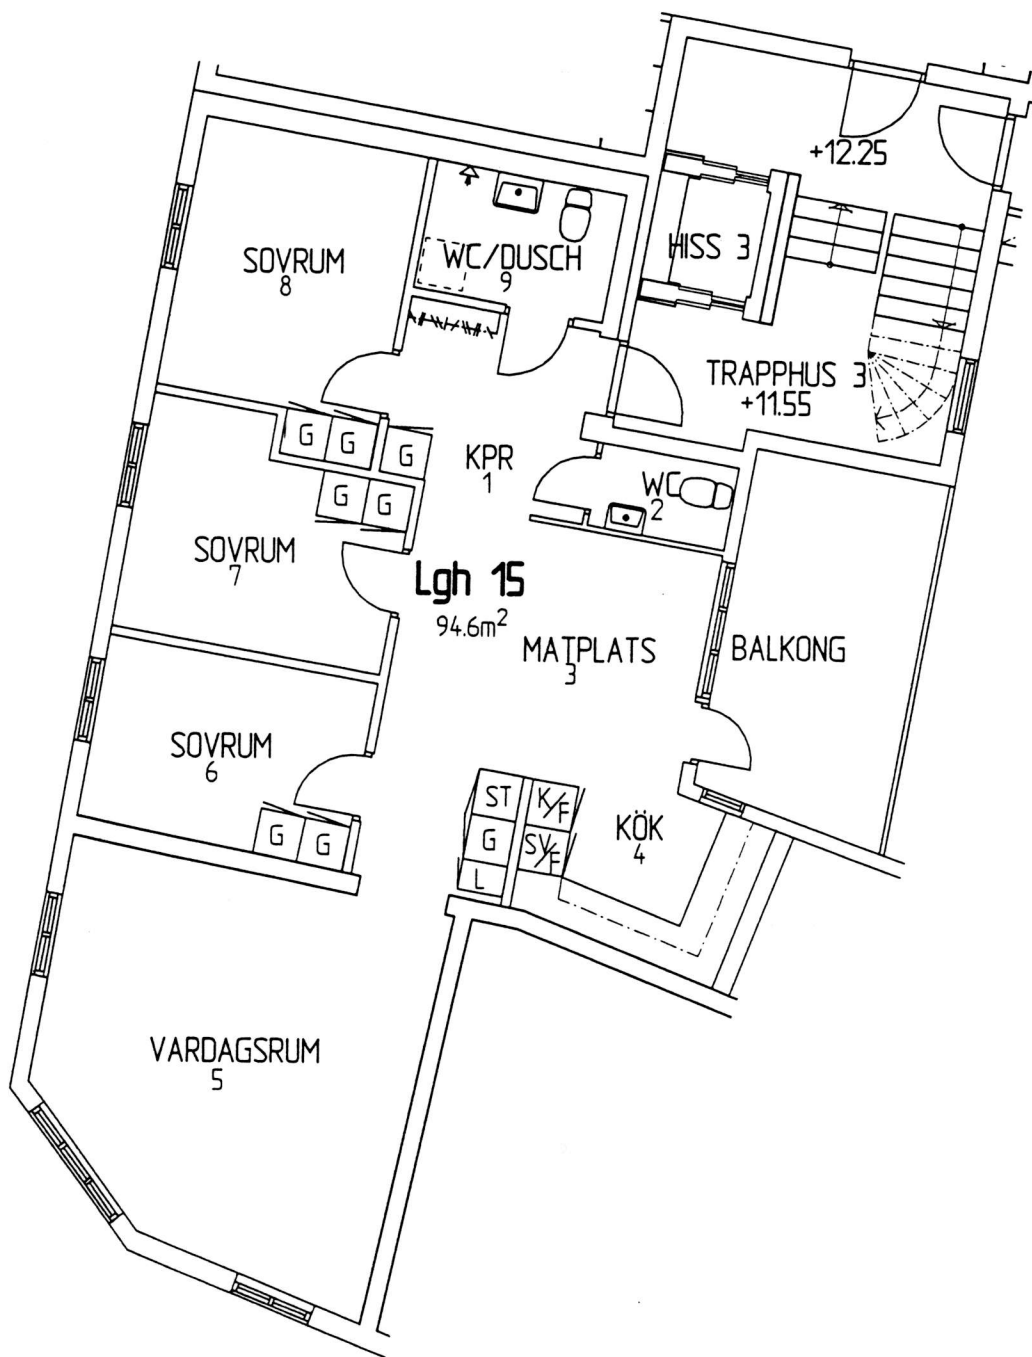 +12.25
HISS 3
SOVRUM
8
WC/DUSCH
9
TRAPPHUS 3
+11.55
G
G
G
KPR
1
G
G
WC
2
SOVRUM
7
Lgh 15
94.6m²
MATPLATS
3
BALKONG
SOVRUM
6
ST
K/F
G
SV/F
L
KÖK
4
G
G
VARDAGSRUM
5